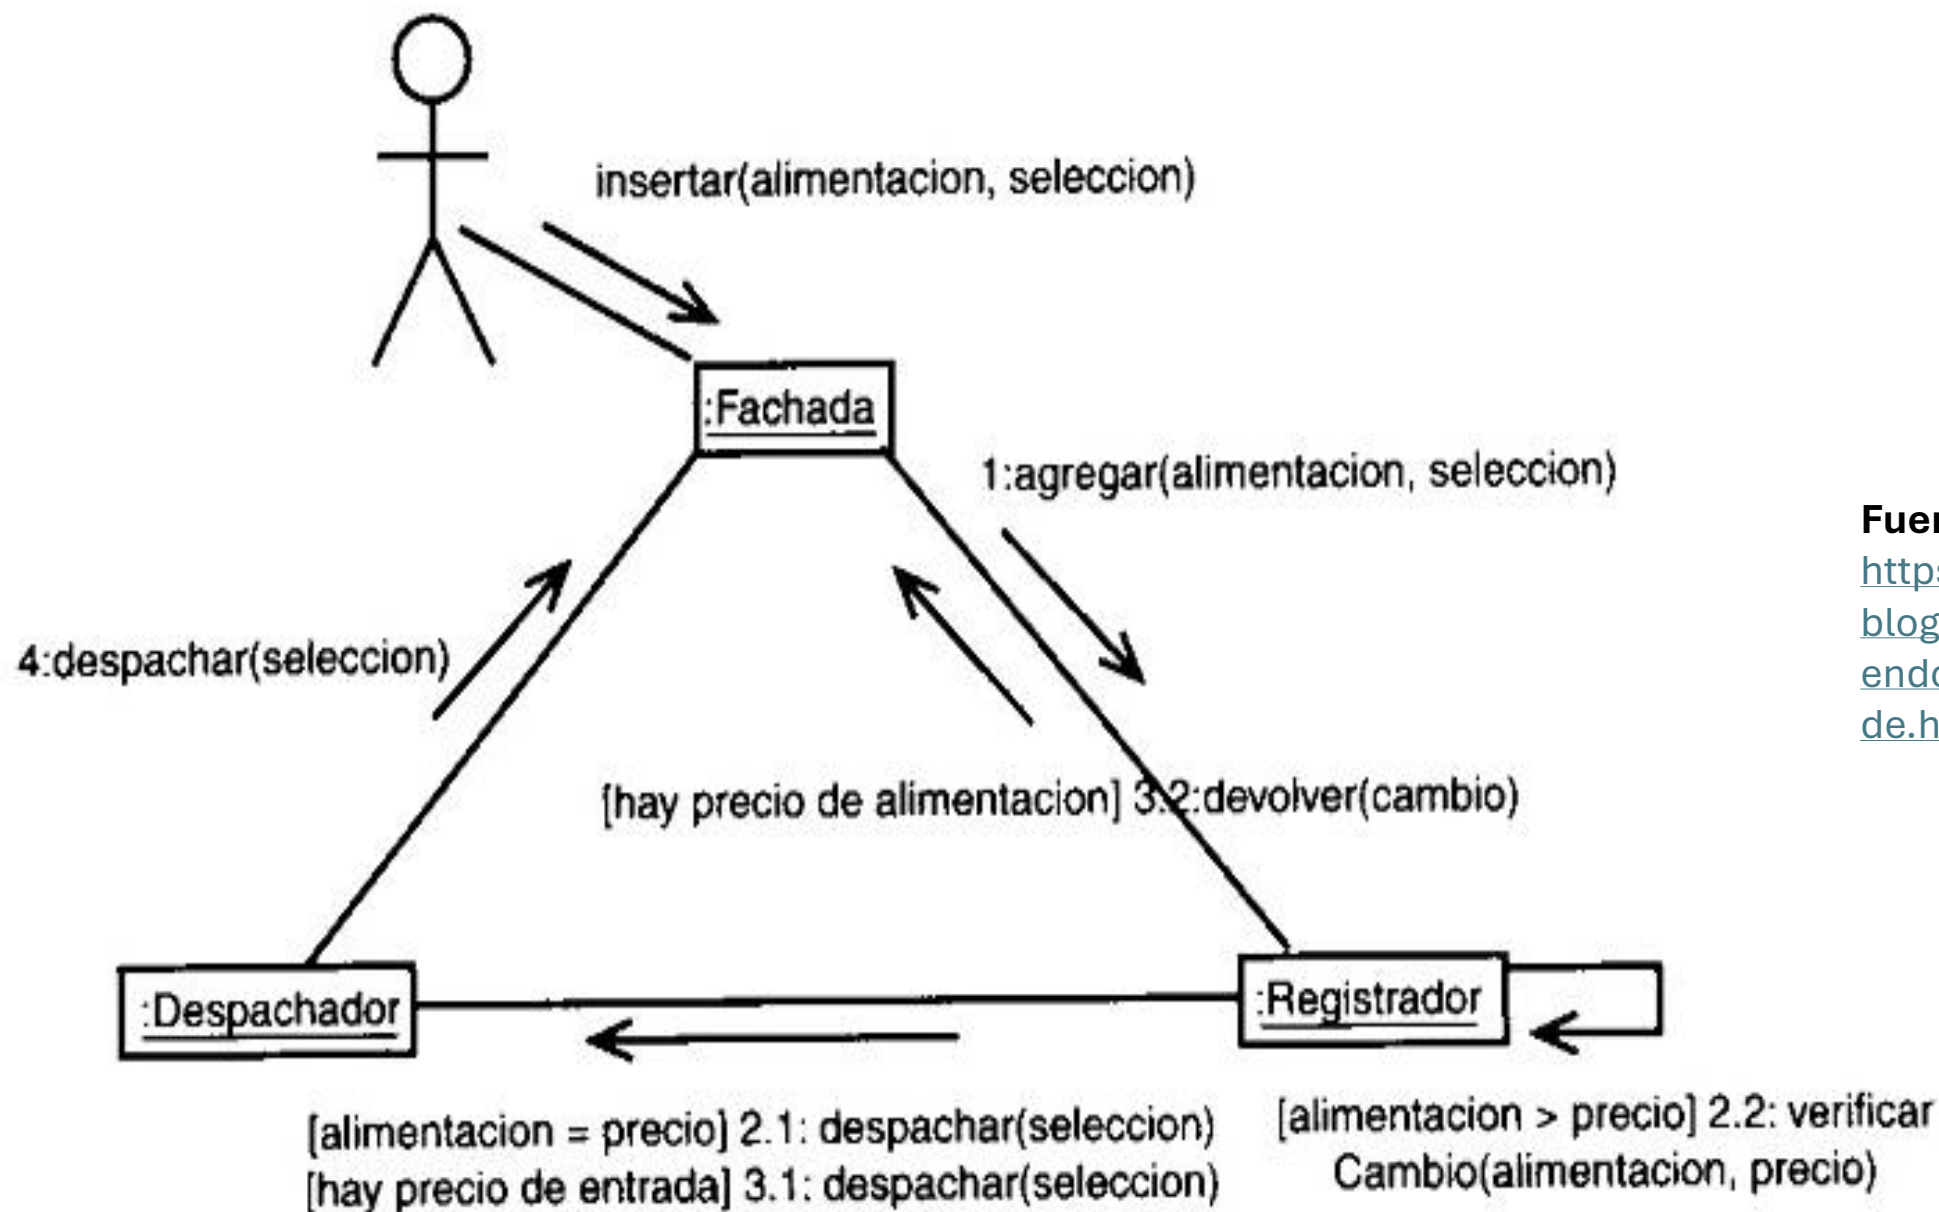 insertar(alimentacion, seleccion)
:Fachada
1:agregar(alimentacion, seleccion)
4:despachar(seleccion)
[hay precio de alimentacion] 3.2:devolver(cambio)
:Despachador
:Registrador
[alimentacion = precio] 2.1: despachar(seleccion)
[hay precio de entrada] 3.1: despachar(seleccion)
[alimentacion > precio] 2.2: verificar
Cambio(alimentacion, precio)